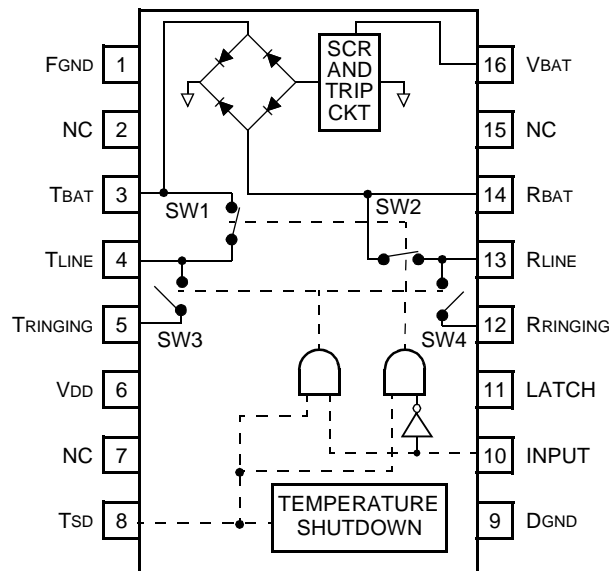 SCR
AND
TRIP
CKT
FGND 1
16 VBAT
NC 2
15 NC
TBAT 3
14 RBAT
SW1
SW2
TLINE 4
13 RLINE
TRINGING 5
12 RRINGING
SW3
SW4
VDD 6
11 LATCH
NC 7
10 INPUT
TSD 8
TEMPERATURE
SHUTDOWN
9 DGND